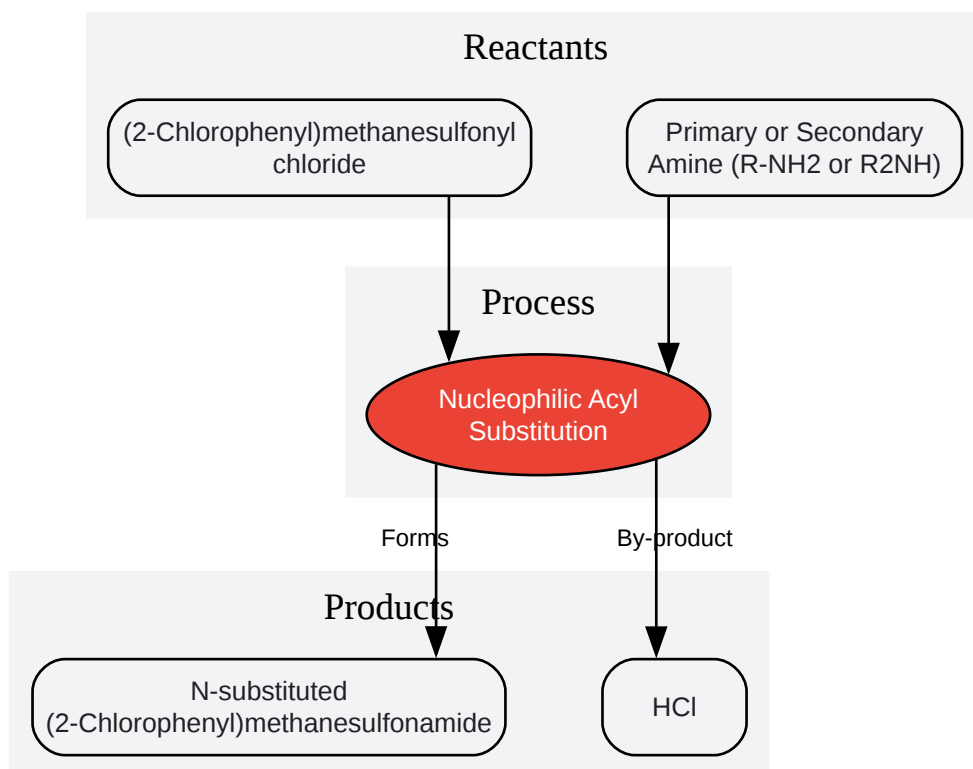 Reactants
(2-Chlorophenyl)methanesulfonyl
chloride
Primary or Secondary
Amine (R-NH2 or R2NH)
Process
Nucleophilic Acyl
Substitution
Forms
By-product
Products
N-substituted
(2-Chlorophenyl)methanesulfonamide
HCl